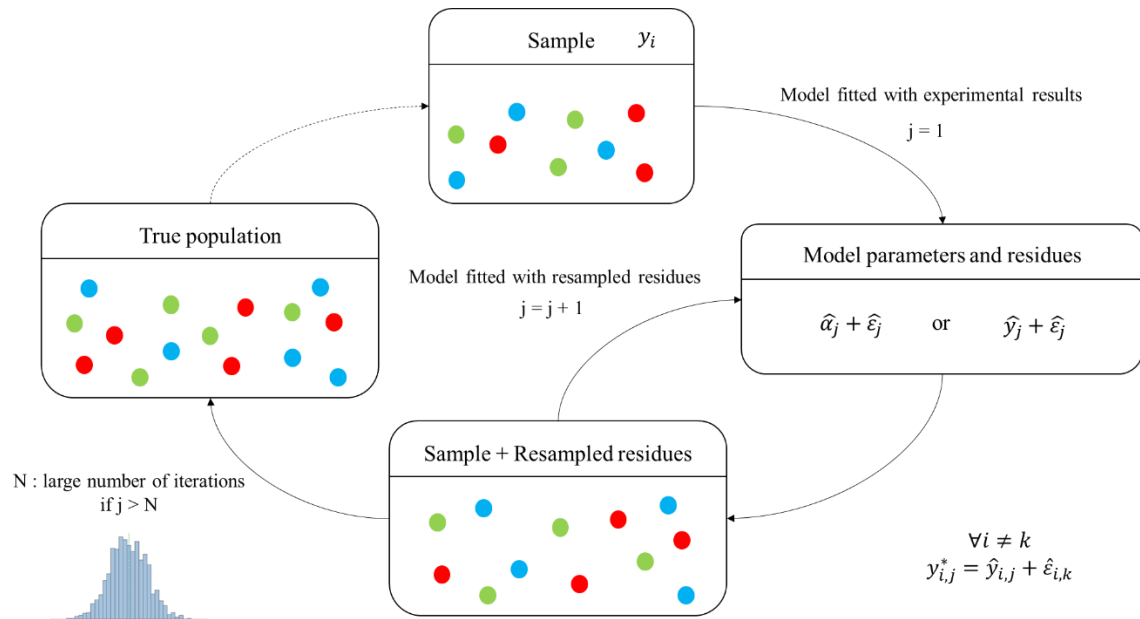 Sample y_i
Model fitted with experimental results
j = 1
True population
Model parameters and residues
Model fitted with resampled residues
j = j + 1
α̂_j + ε̂_j or ŷ_j + ε̂_j
Sample + Resampled residues
N : large number of iterations
if j > N
∀i ≠ k
y*_{i,j} = ŷ_{i,j} + ε̂_{i,k}